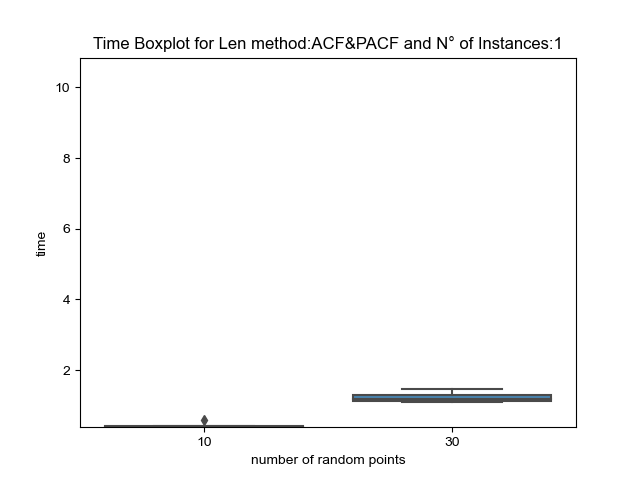 Time Boxplot for Len method:ACF&PACF and N° of Instances:1
10
8
6
4
2
time
10
30
number of random points